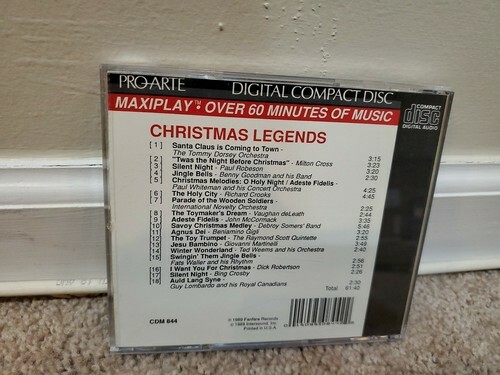 PRO·ARTE DIGITAL COMPACT DISC
MAXIPLAY™ • OVER 60 MINUTES OF MUSIC
COMPACT
disc
DIGITAL AUDIO
CHRISTMAS LEGENDS
[1] Santa Claus is Coming to Town -
The Tommy Dorsey Orchestra 3:15
[2] "Twas the Night Before Christmas" - Milton Cross 3:23
[3] Silent Night - Paul Robeson 3:20
[4] Jingle Bells - Benny Goodman and his Band 2:30
[5] Christmas Melodies: O Holy Night / Adeste Fidelis -
Paul Whiteman and his Concert Orchestra 4:25
[6] The Holy City - Richard Crooks 4:45
[7] Parade of the Wooden Soldiers -
International Novelty Orchestra 2:25
[8] The Toymaker's Dream - Vaughan deLeath 2:44
[9] Adeste Fidelis - John McCormack 3:35
[10] Savoy Christmas Medley - Debroy Somers' Band 5:48
[11] Agnus Dei - Beniamino Gigli 3:20
[12] The Toy Trumpet - The Raymond Scott Quintette 2:55
[13] Jesu Bambino - Giovanni Martinelli 3:49
[14] Winter Wonderland - Ted Weems and his Orchestra 2:40
[15] Swingin' Them Jingle Bells -
Fats Waller and his Rhythm 2:56
[16] I Want You For Christmas - Dick Robertson 2:51
[17] Silent Night - Bing Crosby 2:26
[18] Auld Lang Syne -
Guy Lombardo and his Royal Canadians 2:30
Total 61:40
CDM 844
℗ 1989 Fanfare Records
© 1989 Intersound, Inc.
Printed in U.S.A.